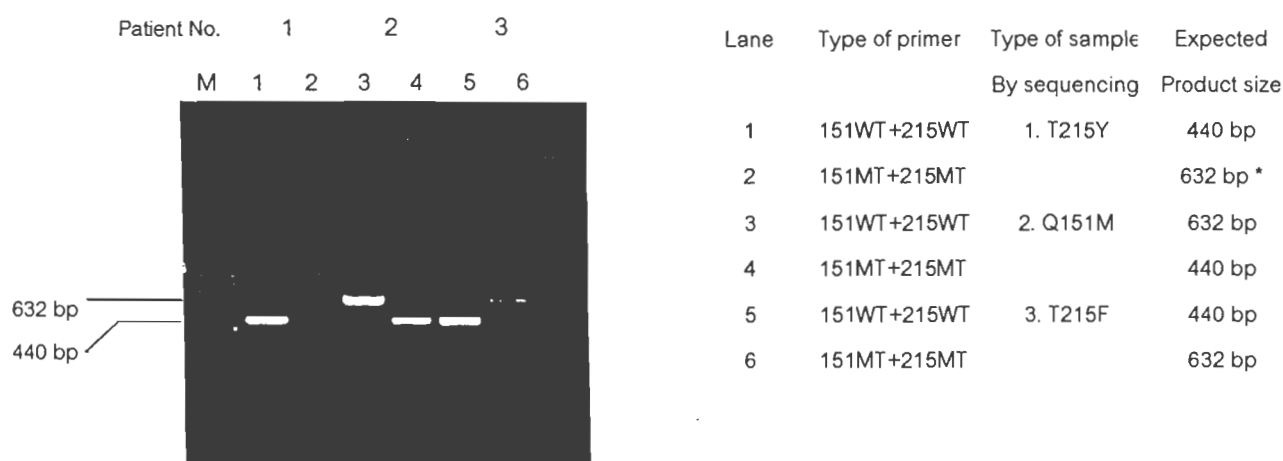 Patient No. 1 2 3
M 1 2 3 4 5 6
632 bp
440 bp
Lane Type of primer Type of sample Expected
By sequencing Product size
1 151WT+215WT 1. T215Y 440 bp
2 151MT+215MT 632 bp *
3 151WT+215WT 2. Q151M 632 bp
4 151MT+215MT 440 bp
5 151WT+215WT 3. T215F 440 bp
6 151MT+215MT 632 bp